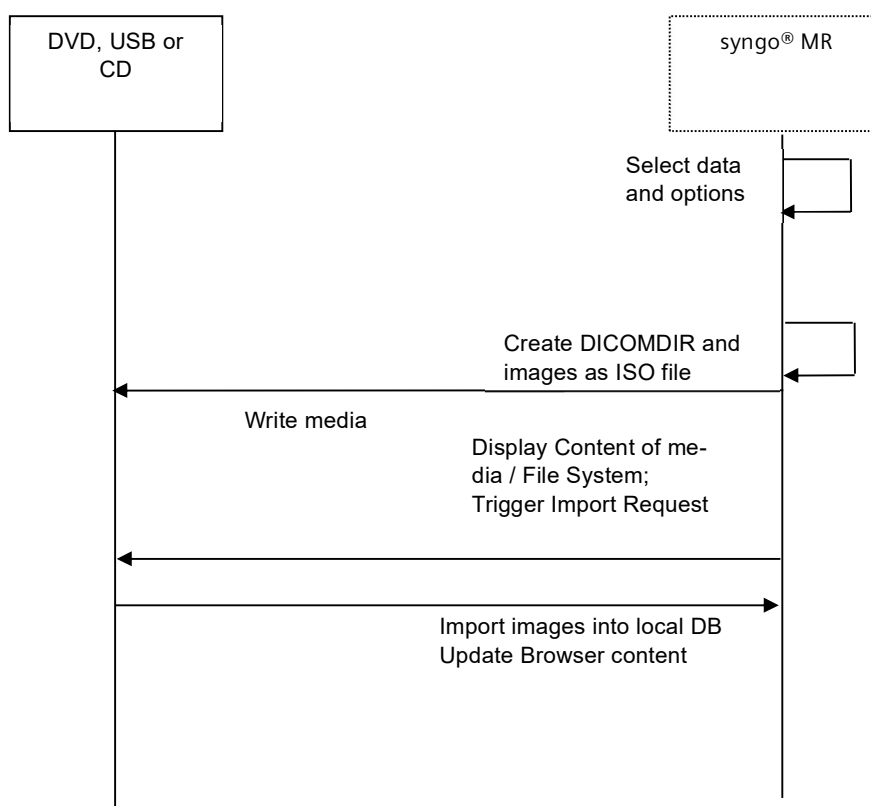 DVD, USB or
CD
syngo® MR
Select data
and options
Create DICOMDIR and
images as ISO file
Write media
Display Content of me-
dia / File System;
Trigger Import Request
Import images into local DB
Update Browser content